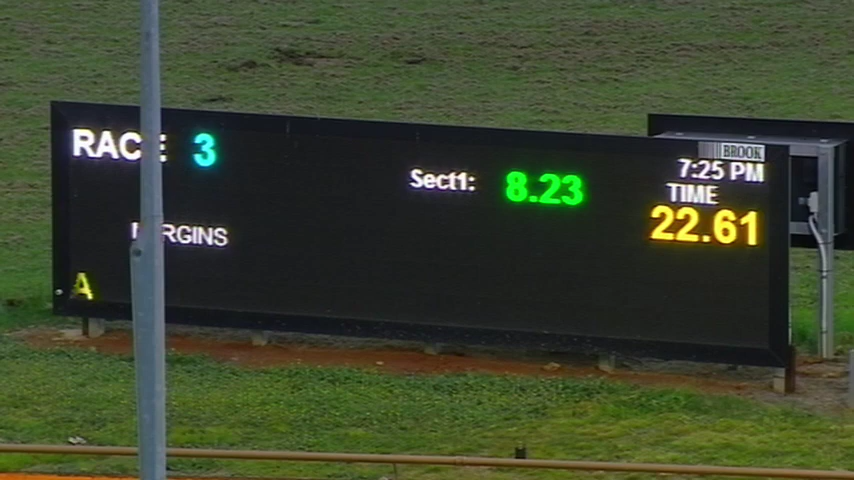 RACE 3
BROOK
7:25 PM
Sect1: 8.23
TIME
22.61
MARGINS
A